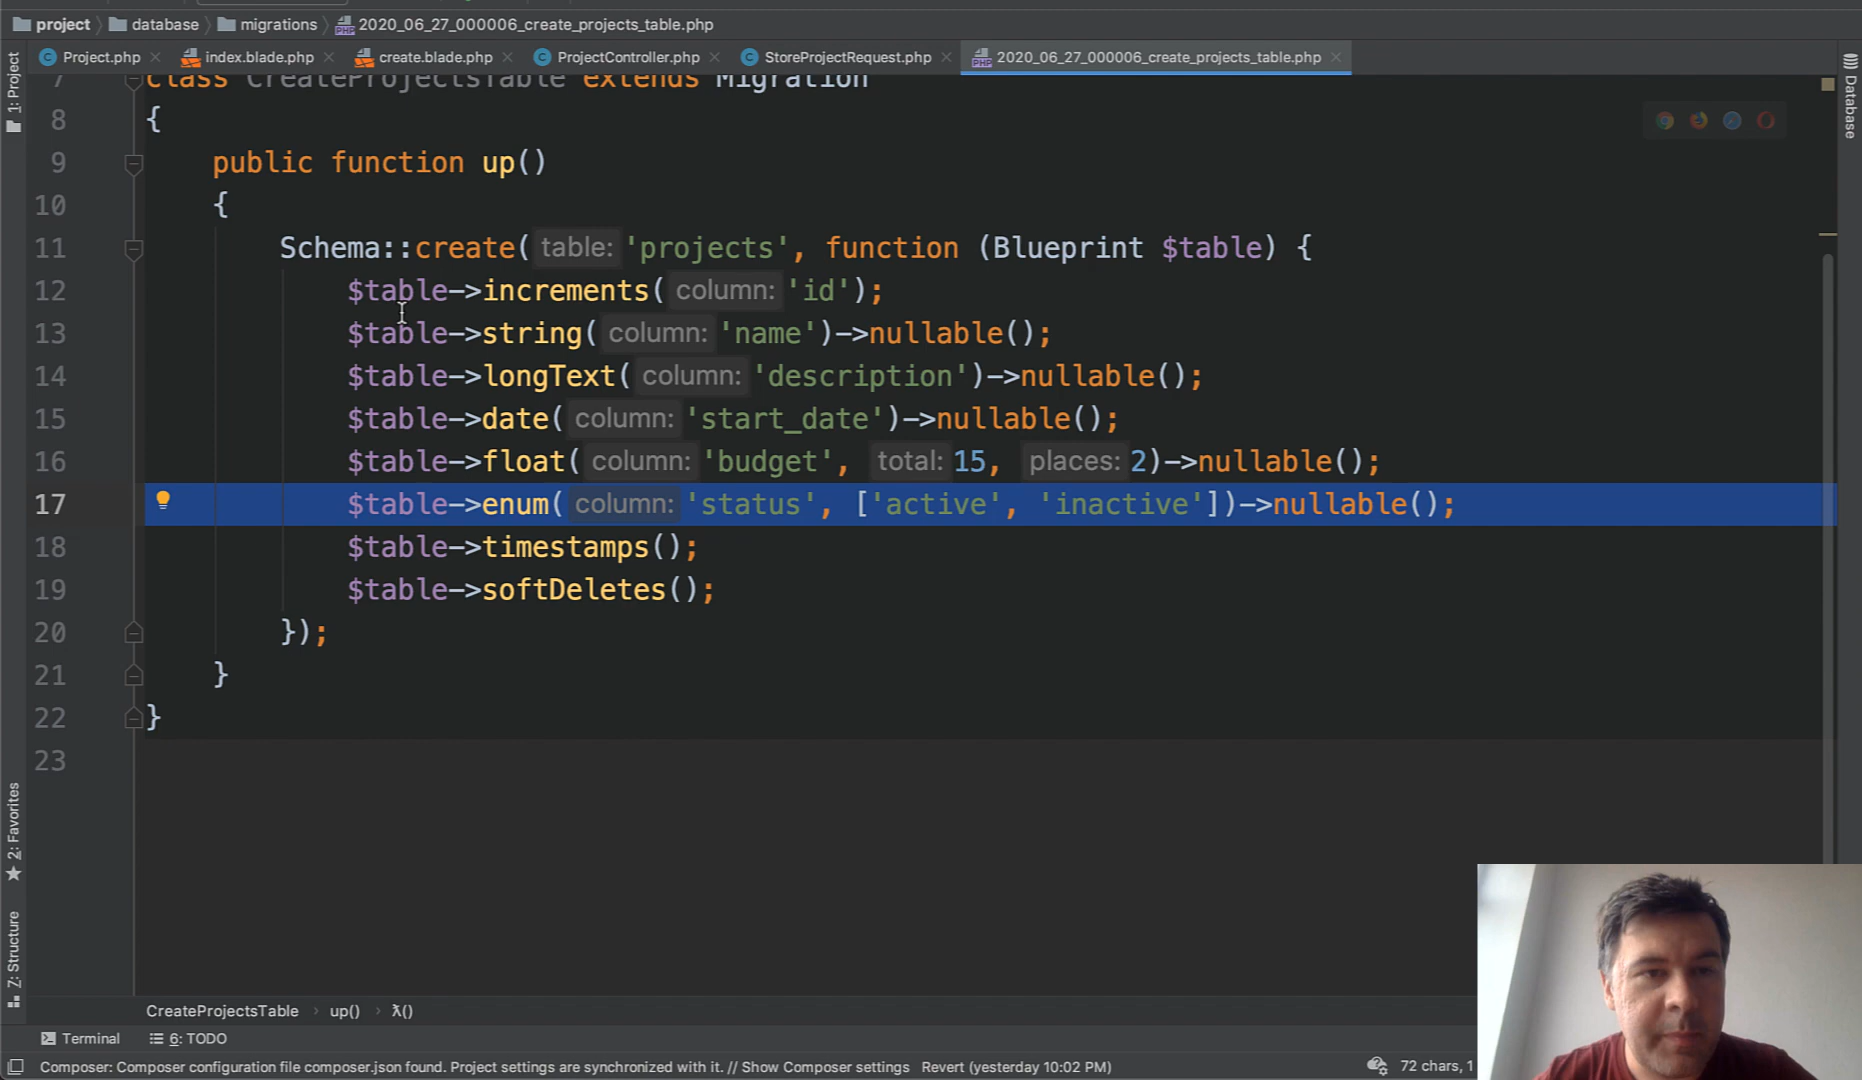 project database migrations 2020_06_27_000006_create_projects_table.php
Project.php index.blade.php create.blade.php ProjectController.php StoreProjectRequest.php 2020_06_27_000006_create_projects_table.php
1: Project
Database
7 class CreateProjectsTable extends Migration
8 {
9 public function up()
10 {
11 Schema::create( table: 'projects', function (Blueprint $table) {
12 $table->increments( column: 'id');
13 $table->string( column: 'name')->nullable();
14 $table->longText( column: 'description')->nullable();
15 $table->date( column: 'start_date')->nullable();
16 $table->float( column: 'budget', total: 15, places: 2)->nullable();
17 $table->enum( column: 'status', ['active', 'inactive'])->nullable();
18 $table->timestamps();
19 $table->softDeletes();
20 });
21 }
22 }
23
2: Favorites
Z: Structure
CreateProjectsTable › up() › λ()
Terminal 6: TODO
Composer: Composer configuration file composer.json found. Project settings are synchronized with it. // Show Composer settings Revert (yesterday 10:02 PM) 72 chars, 1